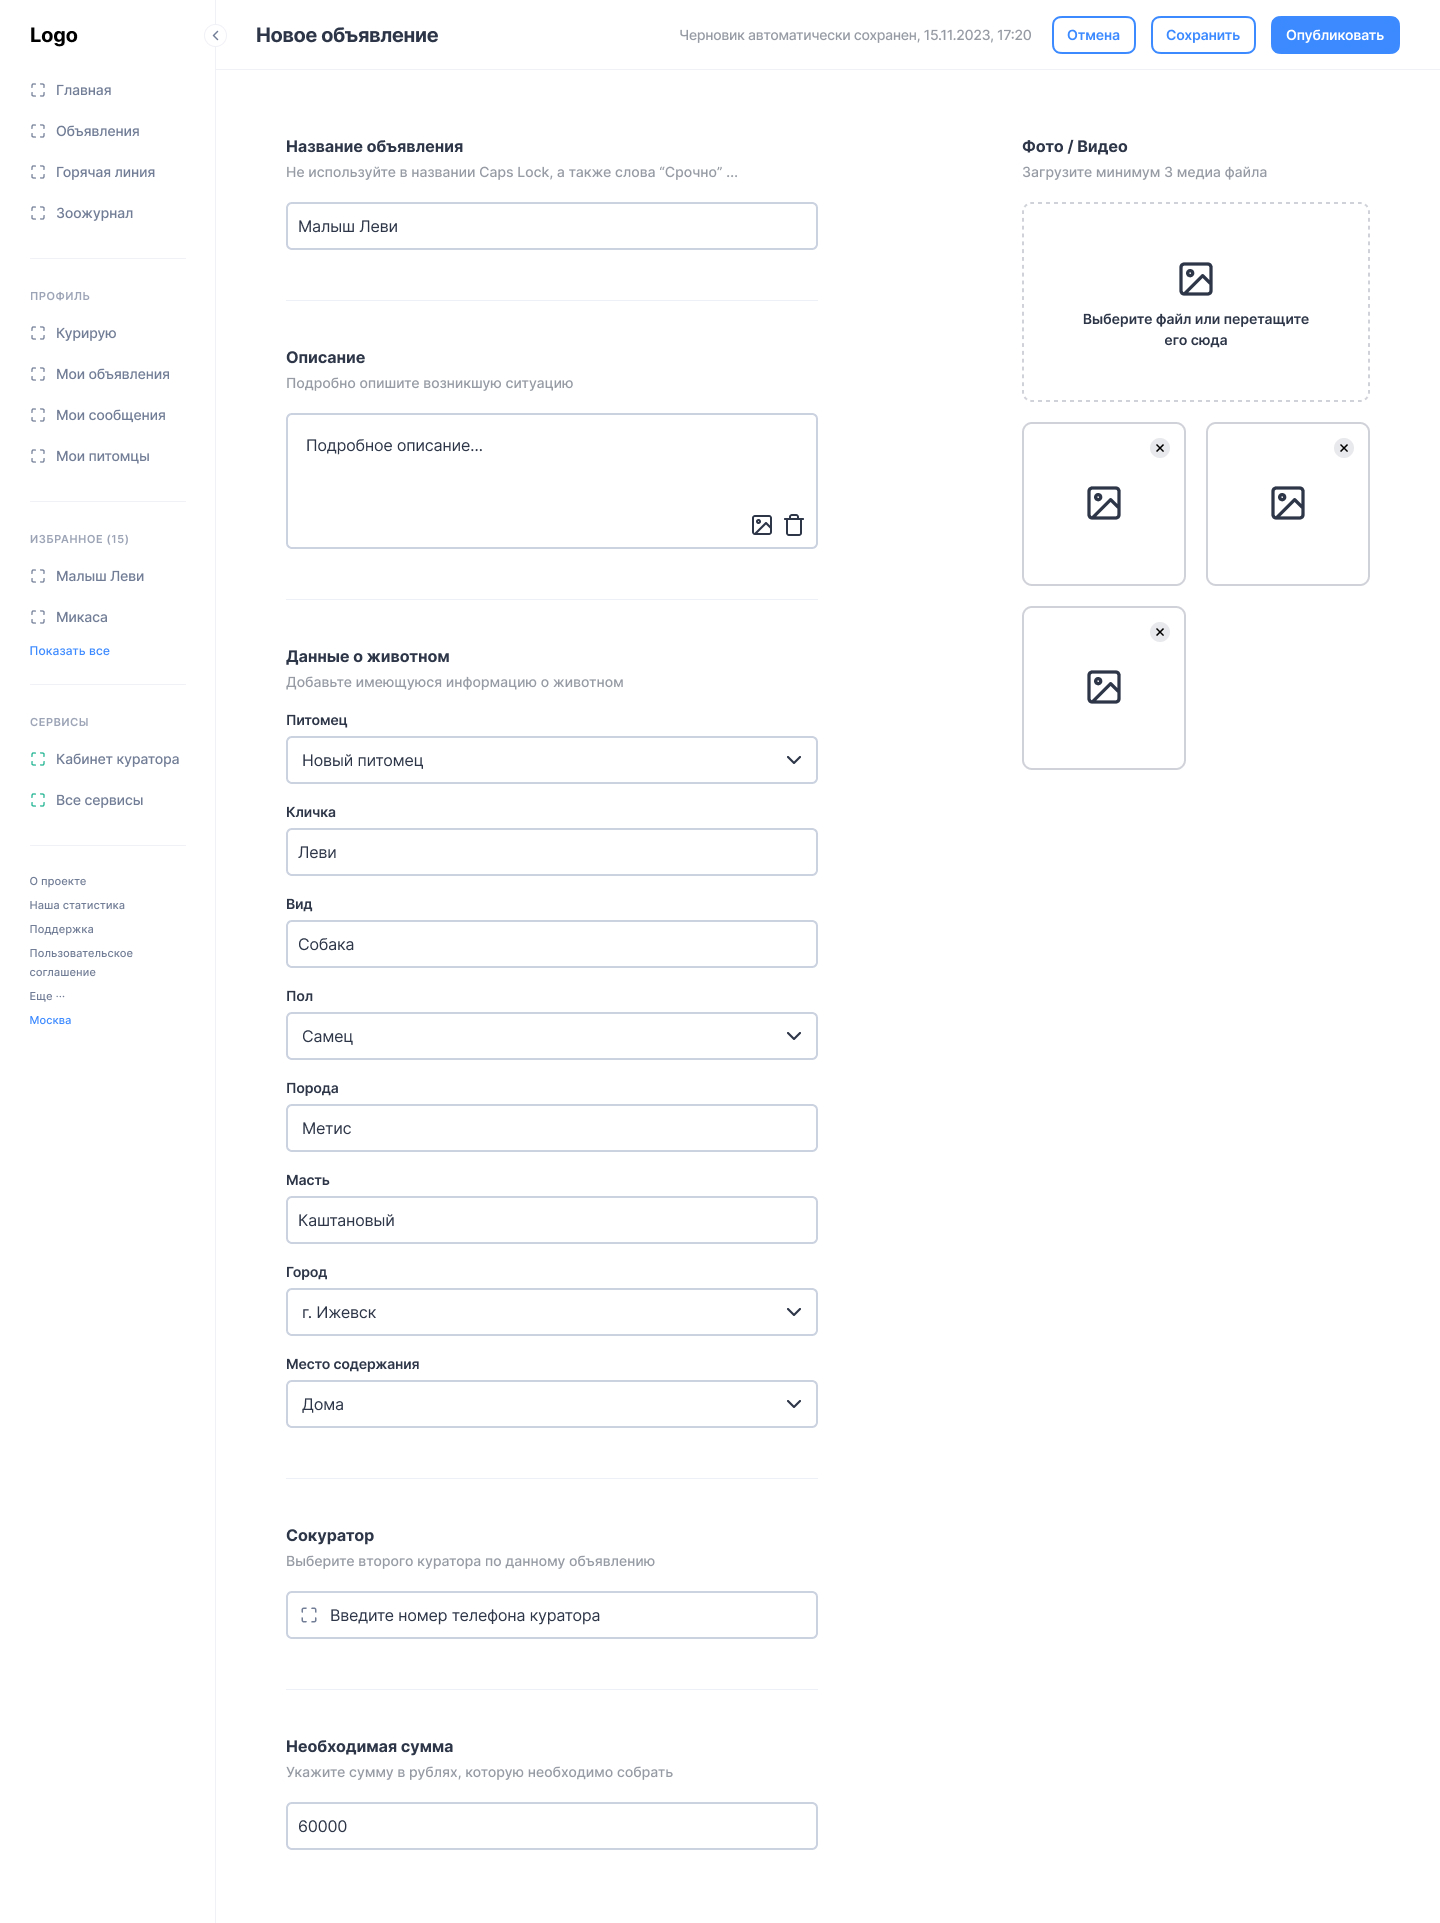 Logo
Главная
Объявления
Горячая линия
Зоожурнал
ПРОФИЛЬ
Курирую
Мои объявления
Мои сообщения
Мои питомцы
ИЗБРАННОЕ (15)
Малыш Леви
Микаса
Показать все
СЕРВИСЫ
Кабинет куратора
Все сервисы
О проекте
Наша статистика
Поддержка
Пользовательское
соглашение
Еще ···
Москва
Новое объявление
Черновик автоматически сохранен, 15.11.2023, 17:20
Отмена
Сохранить
Опубликовать
Название объявления
Не используйте в названии Caps Lock, а также слова “Срочно” ...
Малыш Леви
Описание
Подробно опишите возникшую ситуацию
Подробное описание...
Данные о животном
Добавьте имеющуюся информацию о животном
Питомец
Новый питомец
Кличка
Леви
Вид
Собака
Пол
Самец
Порода
Метис
Масть
Каштановый
Город
г. Ижевск
Место содержания
Дома
Сокуратор
Выберите второго куратора по данному объявлению
Введите номер телефона куратора
Необходимая сумма
Укажите сумму в рублях, которую необходимо собрать
60000
Фото / Видео
Загрузите минимум 3 медиа файла
Выберите файл или перетащите
его сюда